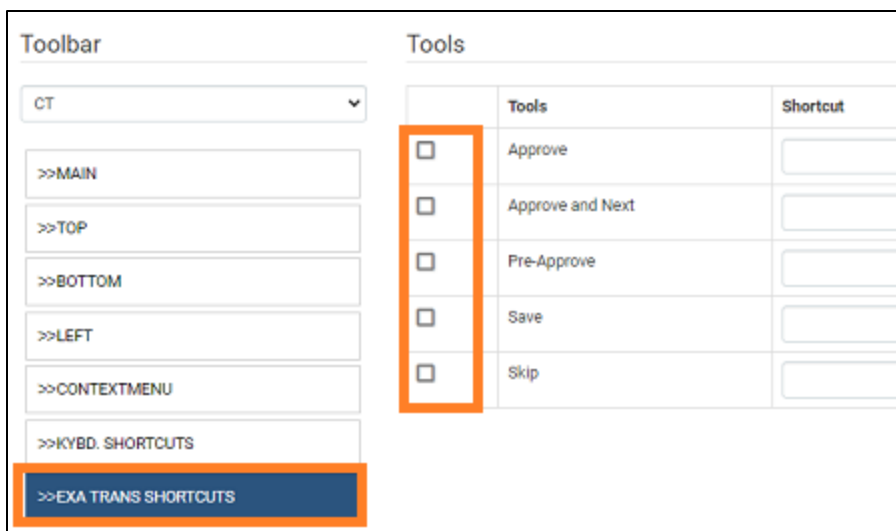 Toolbar
Tools
CT
Tools Shortcut
Approve
Approve and Next
Pre-Approve
Save
Skip
>>MAIN
>>TOP
>>BOTTOM
>>LEFT
>>CONTEXTMENU
>>KYBD. SHORTCUTS
>>EXA TRANS SHORTCUTS